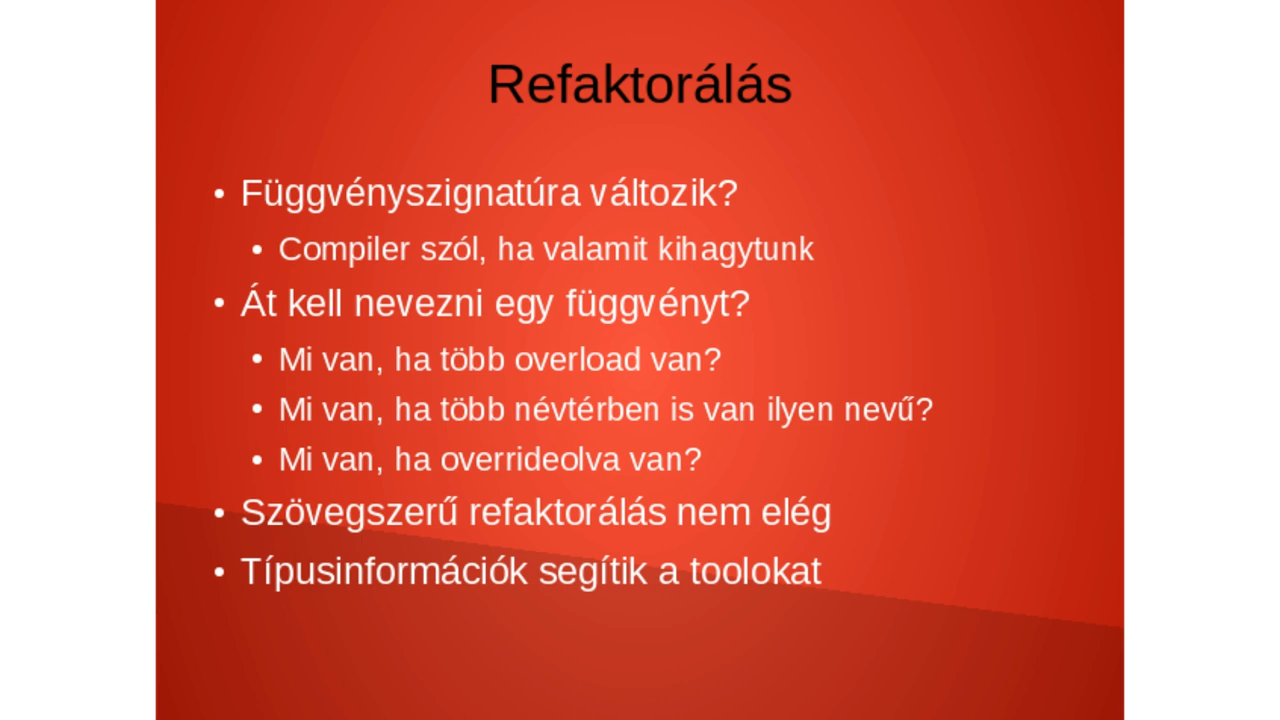 Refaktorálás
• Függvényszignatúra változik?
• Compiler szól, ha valamit kihagytunk
• Át kell nevezni egy függvényt?
• Mi van, ha több overload van?
• Mi van, ha több névtérben is van ilyen nevű?
• Mi van, ha overrideolva van?
• Szövegszerű refaktorálás nem elég
• Típusinformációk segítik a toolokat